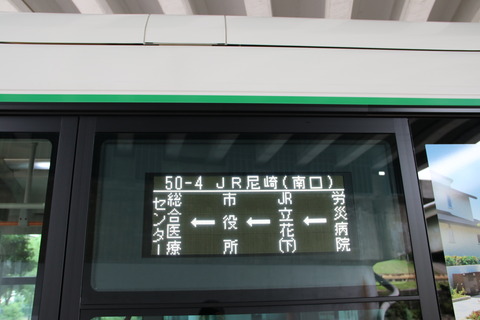 50-4 JR尼崎(南口)
労災病院
←
JR立花(下)
←
市役所
←
総合医療
センター